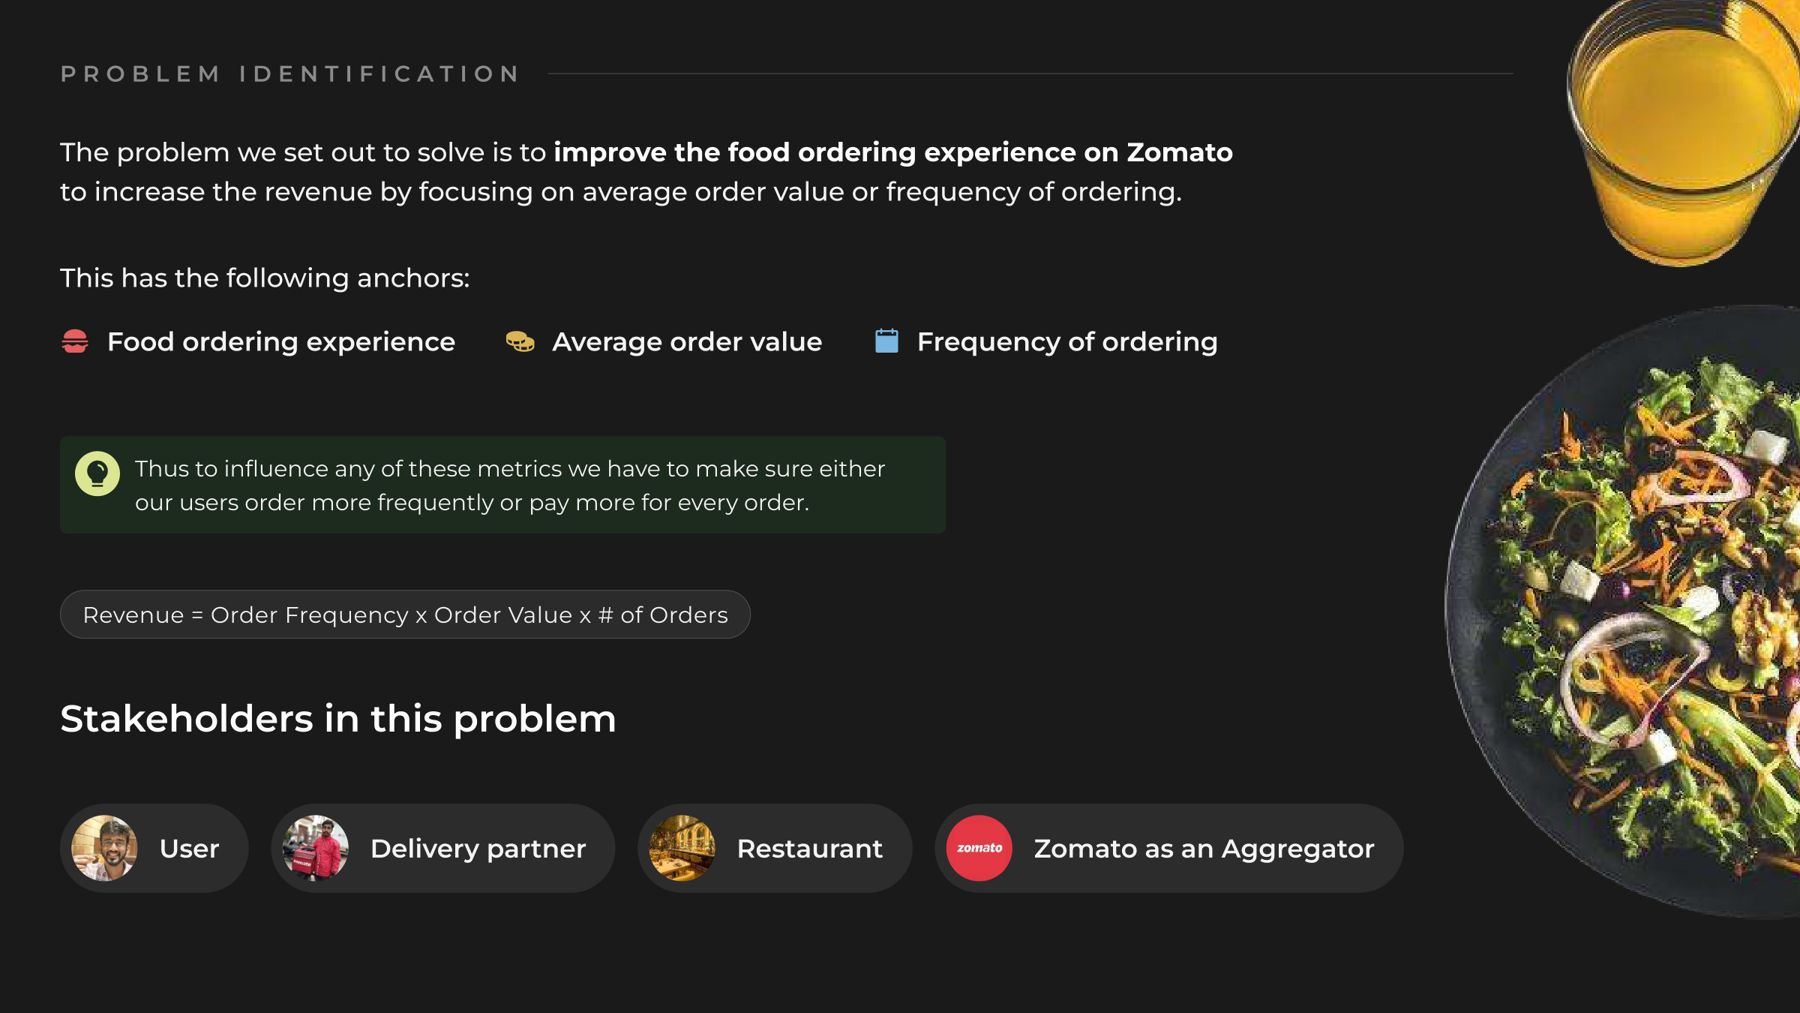 PROBLEM IDENTIFICATION
The problem we set out to solve is to improve the food ordering experience on Zomato
to increase the revenue by focusing on average order value or frequency of ordering.
This has the following anchors:
Food ordering experience
Average order value
Frequency of ordering
Thus to influence any of these metrics we have to make sure either
our users order more frequently or pay more for every order.
Revenue = Order Frequency x Order Value x # of Orders
Stakeholders in this problem
User
Delivery partner
Restaurant
zomato
Zomato as an Aggregator